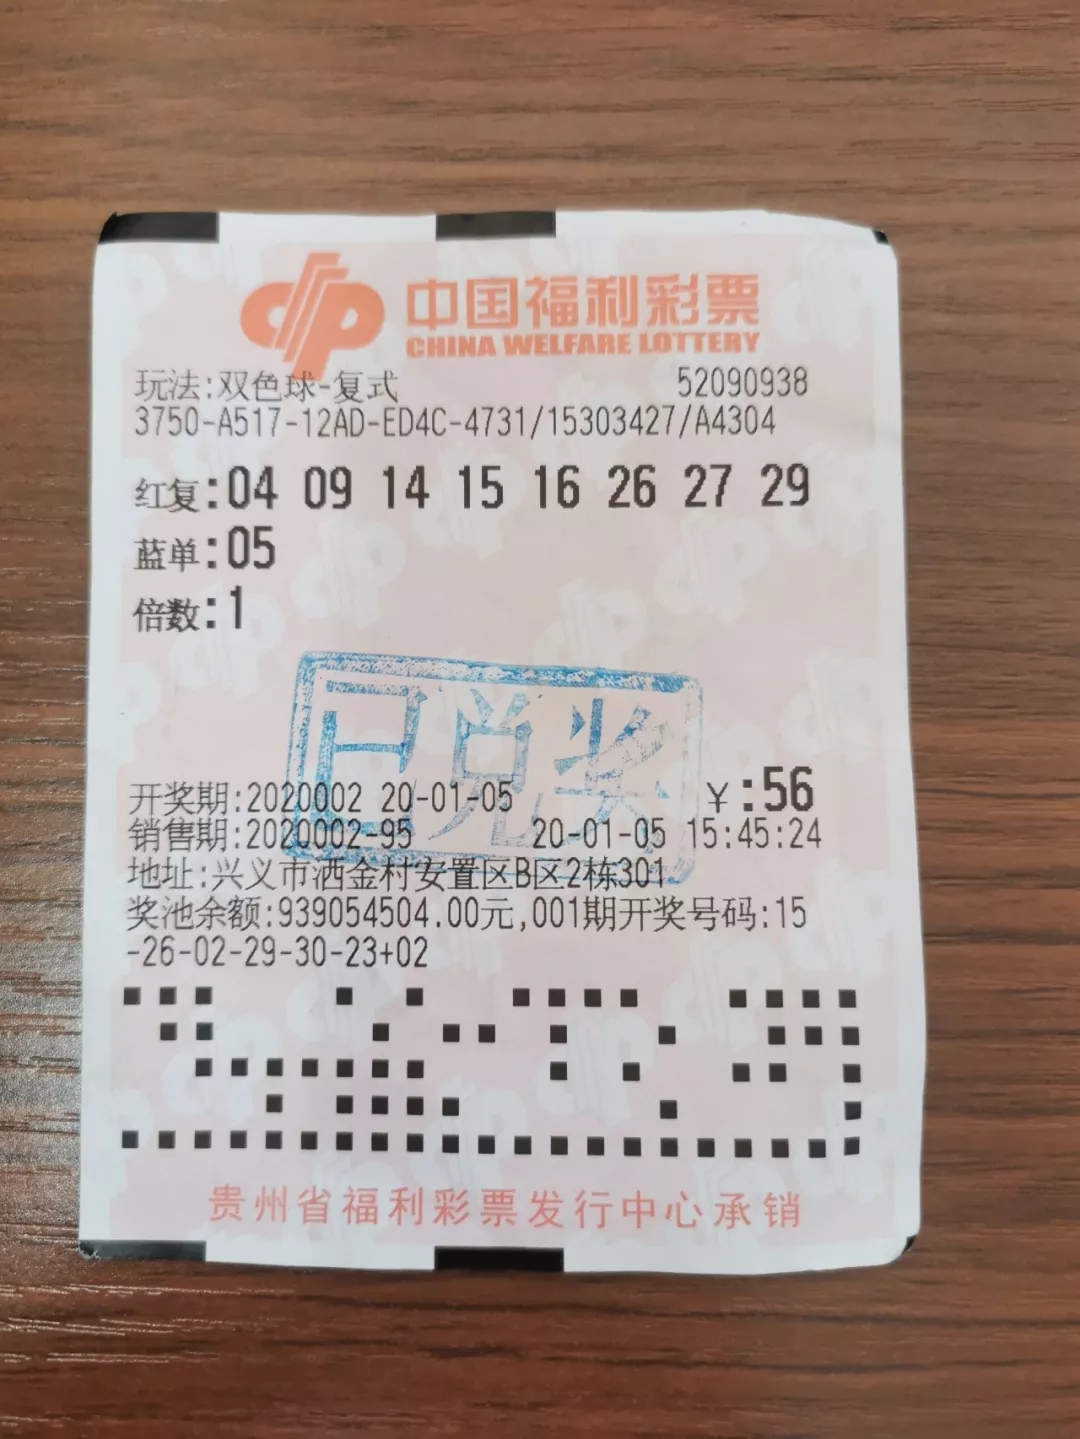 中国福利彩票
CHINA WELFARE LOTTERY
玩法:双色球-复式 52090938
3750-A517-12AD-ED4C-4731/15303427/A4304
红复:04 09 14 15 16 26 27 29
蓝单:05
倍数:1
已兑奖
开奖期:2020002 20-01-05 ¥:56
销售期:2020002-95 20-01-05 15:45:24
地址:兴义市洒金村安置区B区2栋301
奖池余额:939054504.00元,001期开奖号码:15
-26-02-29-30-23+02
贵州省福利彩票发行中心承销